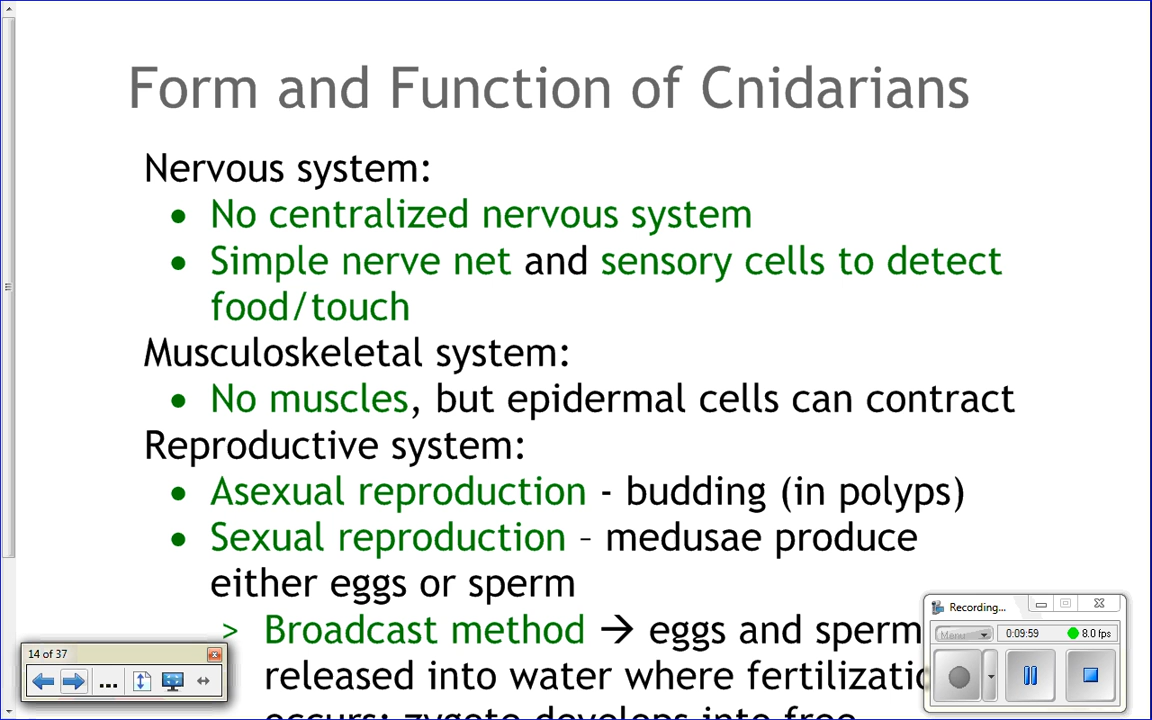 Form and Function of Cnidarians
Nervous system:
• No centralized nervous system
• Simple nerve net and sensory cells to detect
food/touch
Musculoskeletal system:
• No muscles, but epidermal cells can contract
Reproductive system:
• Asexual reproduction - budding (in polyps)
• Sexual reproduction – medusae produce
either eggs or sperm
> Broadcast method → eggs and sperm
released into water where
occurs; zygote develops into free
Recording...
Menu
0:09:59
8.0 fps
14 of 37
...